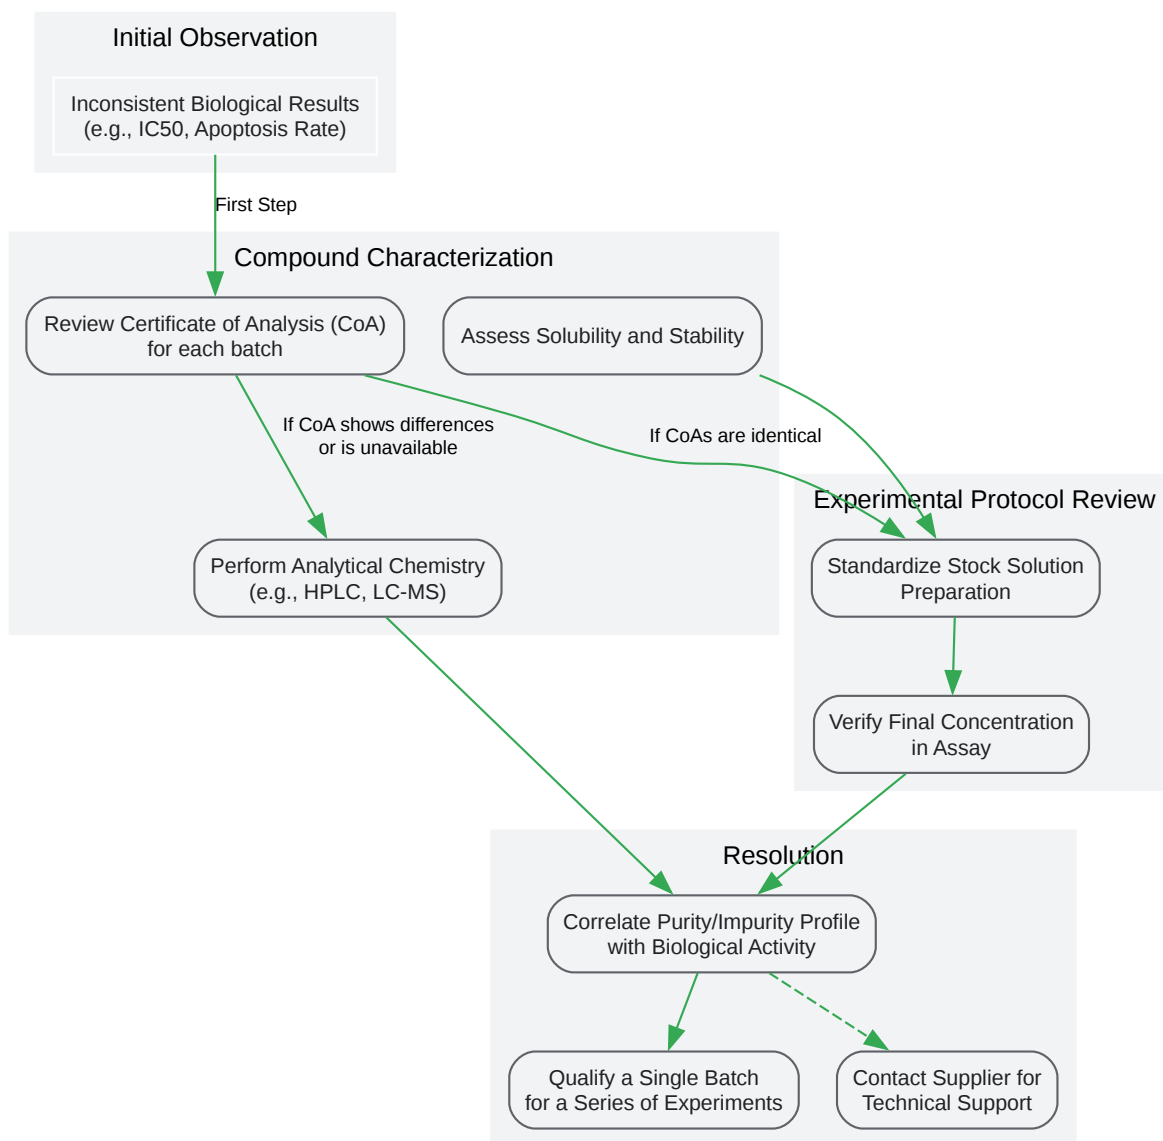 Initial Observation
Inconsistent Biological Results
(e.g., IC50, Apoptosis Rate)
First Step
Compound Characterization
Review Certificate of Analysis (CoA)
for each batch
Assess Solubility and Stability
If CoA shows differences
or is unavailable
If CoAs are identical
Experimental Protocol Review
Perform Analytical Chemistry
(e.g., HPLC, LC-MS)
Standardize Stock Solution
Preparation
Verify Final Concentration
in Assay
Resolution
Correlate Purity/Impurity Profile
with Biological Activity
Qualify a Single Batch
for a Series of Experiments
Contact Supplier for
Technical Support